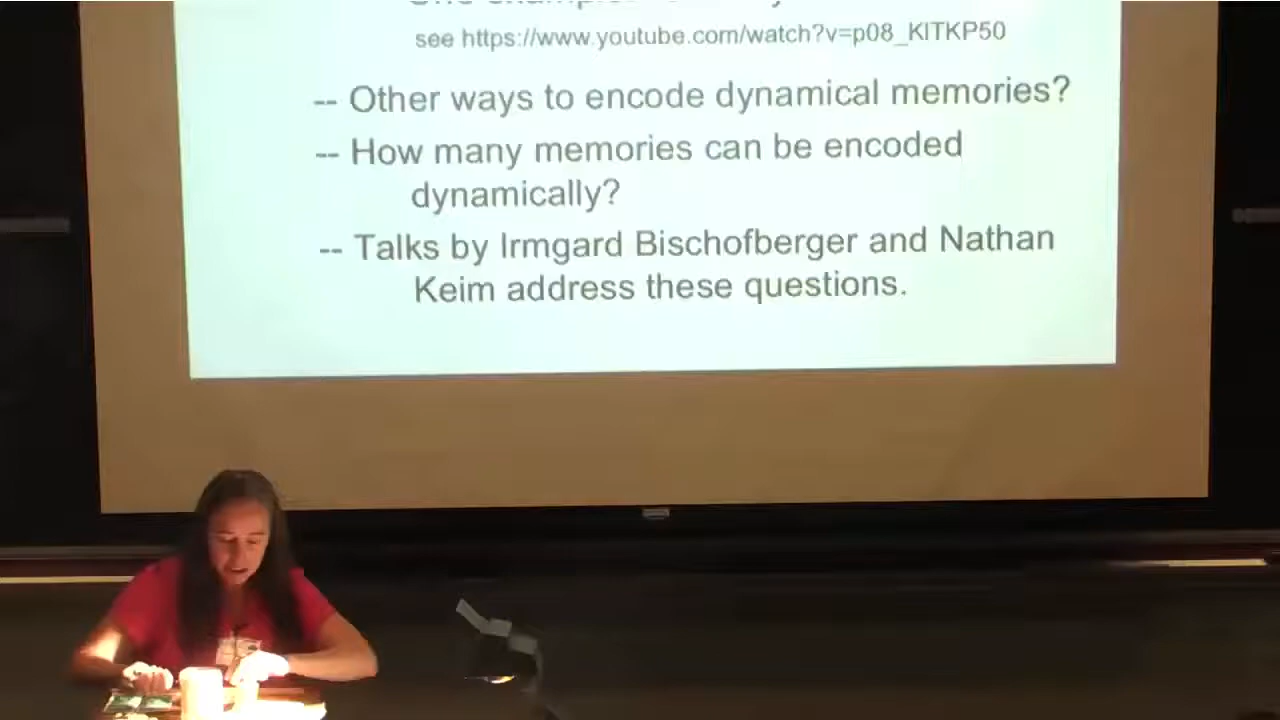 see https://www.youtube.com/watch?v=p08_KlTKP50
-- Other ways to encode dynamical memories?
-- How many memories can be encoded
dynamically?
-- Talks by Irmgard Bischofberger and Nathan
Keim address these questions.